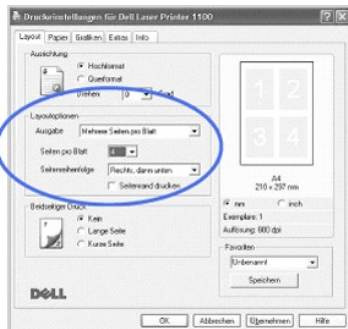 Druckeinstellungen für Dell Laser Printer 1100
Layout Papier Grafiken Extras Info
Ausrichtung
Hochformat
Querformat
Drehen 0 Grad
Layoutoptionen
Ausgabe Mehrere Seiten pro Blatt
Seiten pro Blatt 4
Seitenreihenfolge Rechts, dann unten
Seitenrand drucken
Beidseitiger Druck
Kein
Lange Seite
Kurze Seite
DELL
1 2
3 4
A4
210 x 297 mm
mm inch
Exemplare: 1
Auflösung: 600 dpi
Favoriten
Unbenannt
Speichern
OK Abbrechen Übernehmen Hilfe